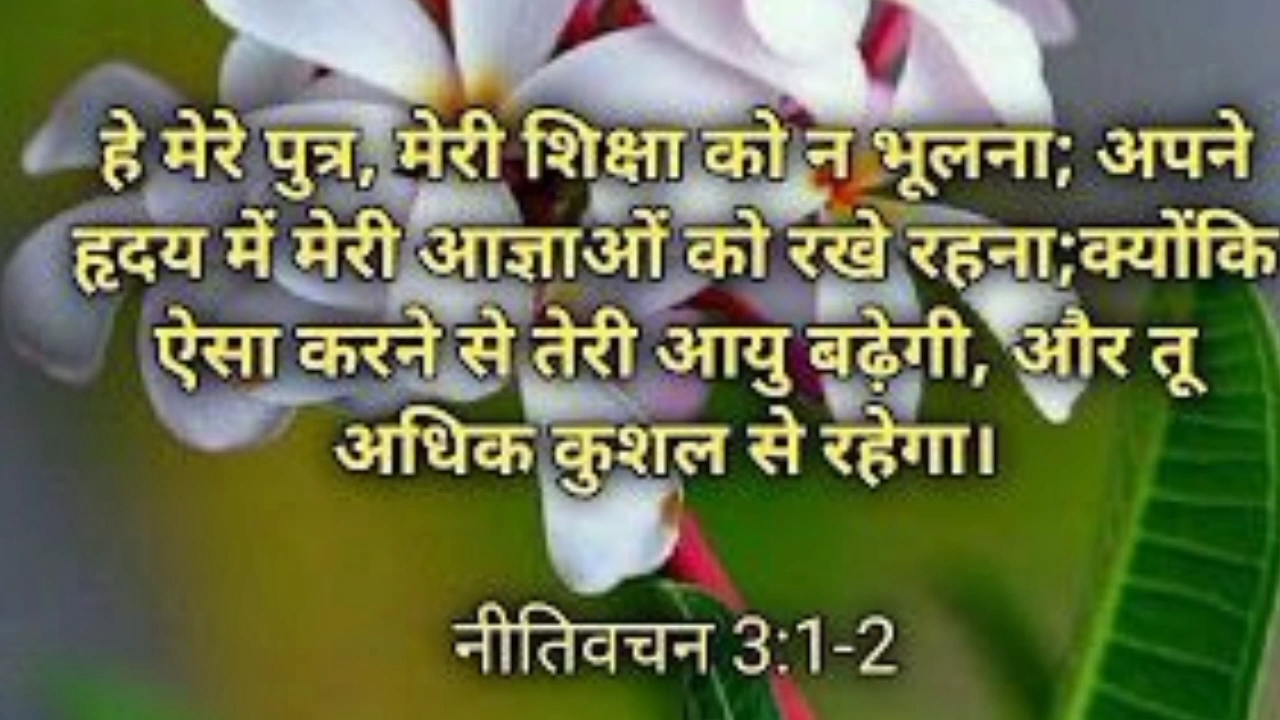 हे मेरे पुत्र, मेरी शिक्षा को न भूलना; अपने
हृदय में मेरी आज्ञाओं को रखे रहना;क्योंकि
ऐसा करने से तेरी आयु बढ़ेगी, और तू
अधिक कुशल से रहेगा।
नीतिवचन 3:1-2